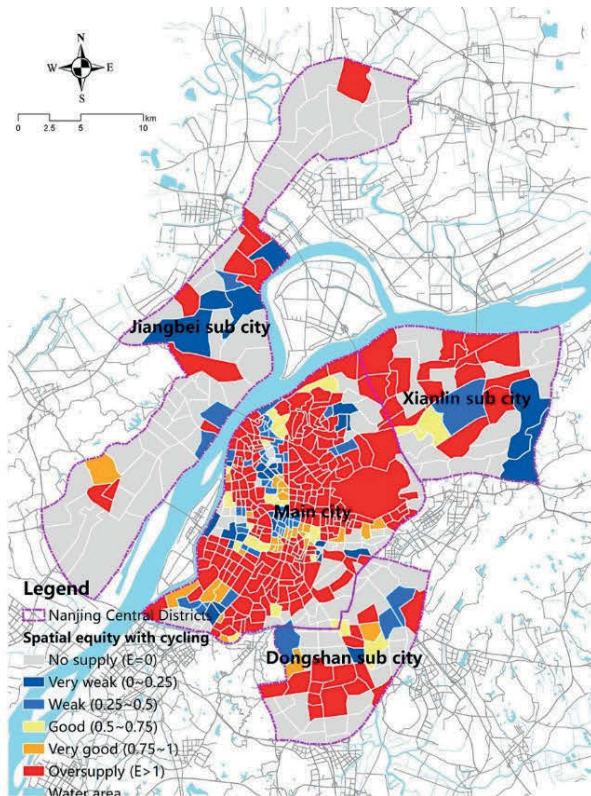 N
W E
S
km
0 2.5 5 10
Jiangbei sub city
Xianlin sub city
Main city
Dongshan sub city
Legend
Nanjing Central Districts
Spatial equity with cycling
No supply (E=0)
Very weak (0~0.25)
Weak (0.25~0.5)
Good (0.5~0.75)
Very good (0.75~1)
Oversupply (E>1)
Water area